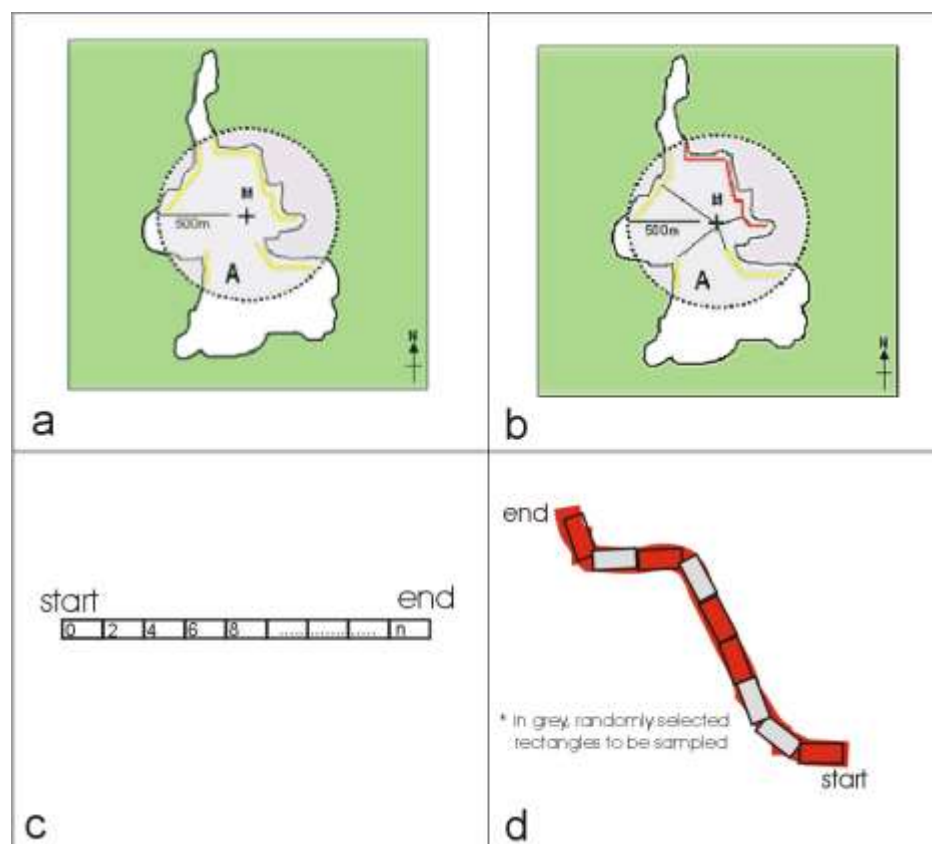 M
500m
A
N
a
M
500m
A
N
b
start
end
0 2 4 6 8 ..................... n
c
end
* In grey, randomly selected
rectangles to be sampled
start
d